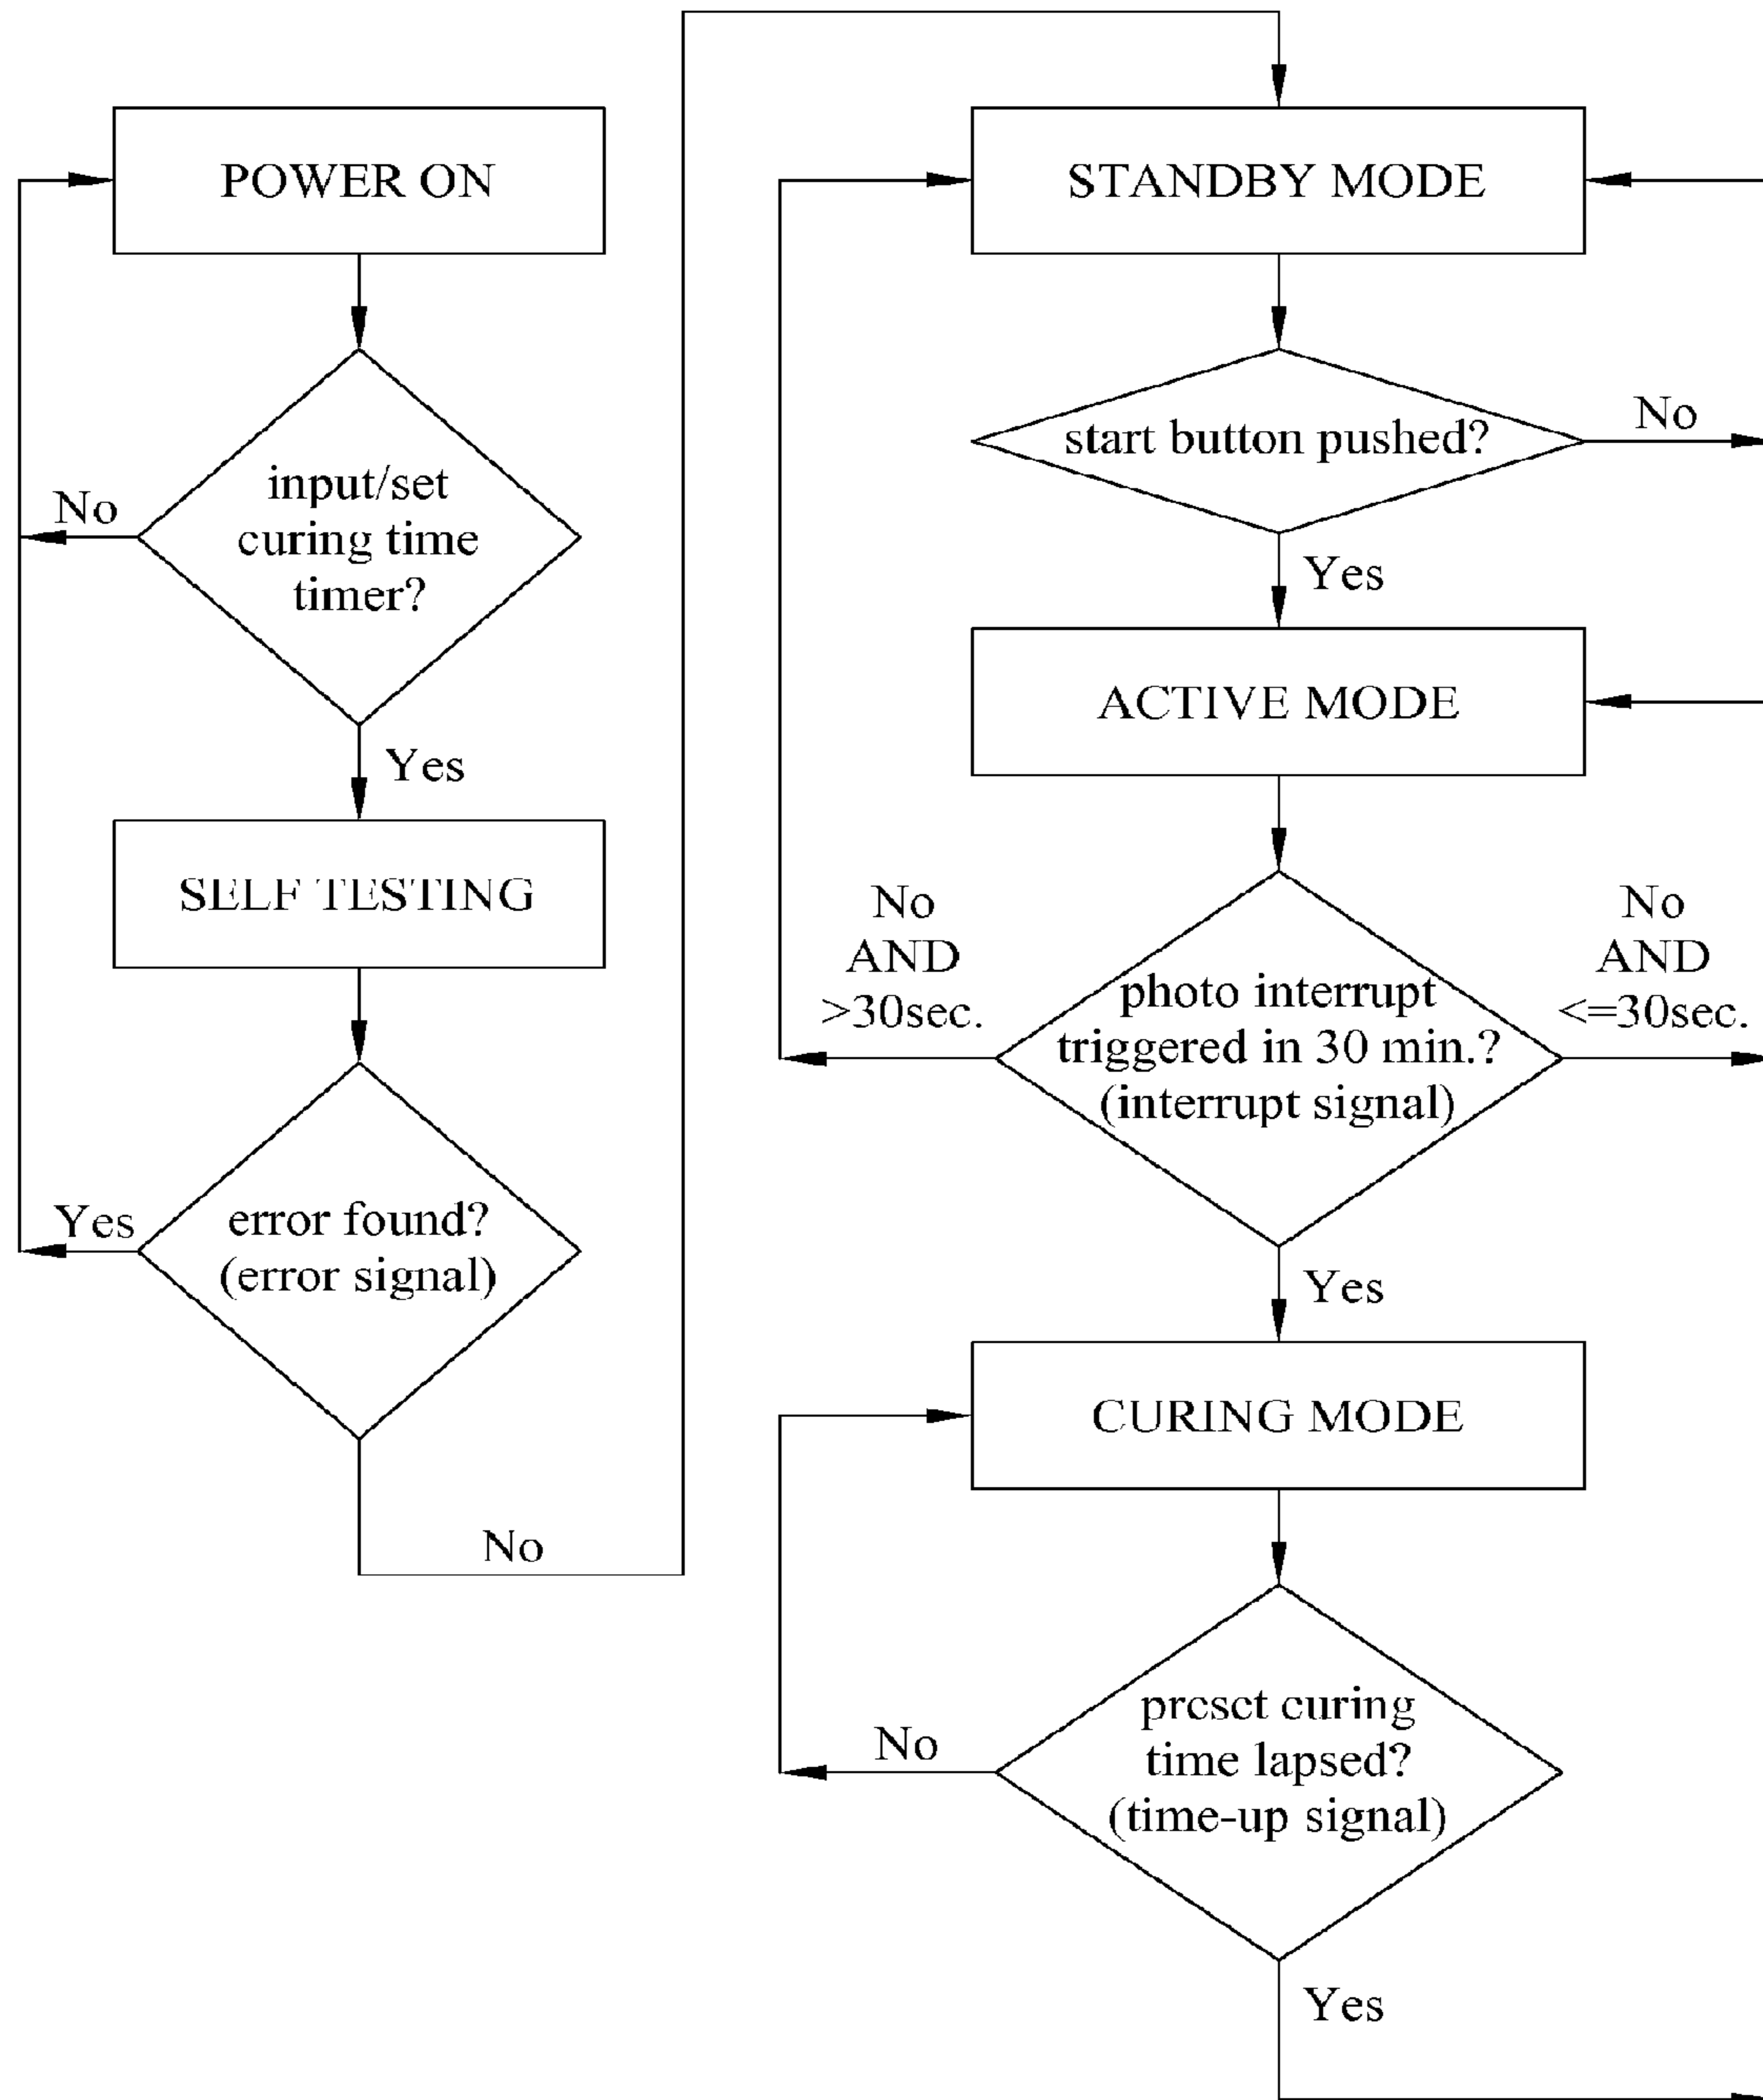 POWER ON
input/set
curing time
timer?
No
Yes
SELF TESTING
error found?
(error signal)
Yes
No
STANDBY MODE
start button pushed?
No
Yes
ACTIVE MODE
No
AND
>30sec.
photo interrupt
triggered in 30 min.?
(interrupt signal)
No
AND
<=30sec.
Yes
CURING MODE
preset curing
time lapsed?
(time-up signal)
No
Yes